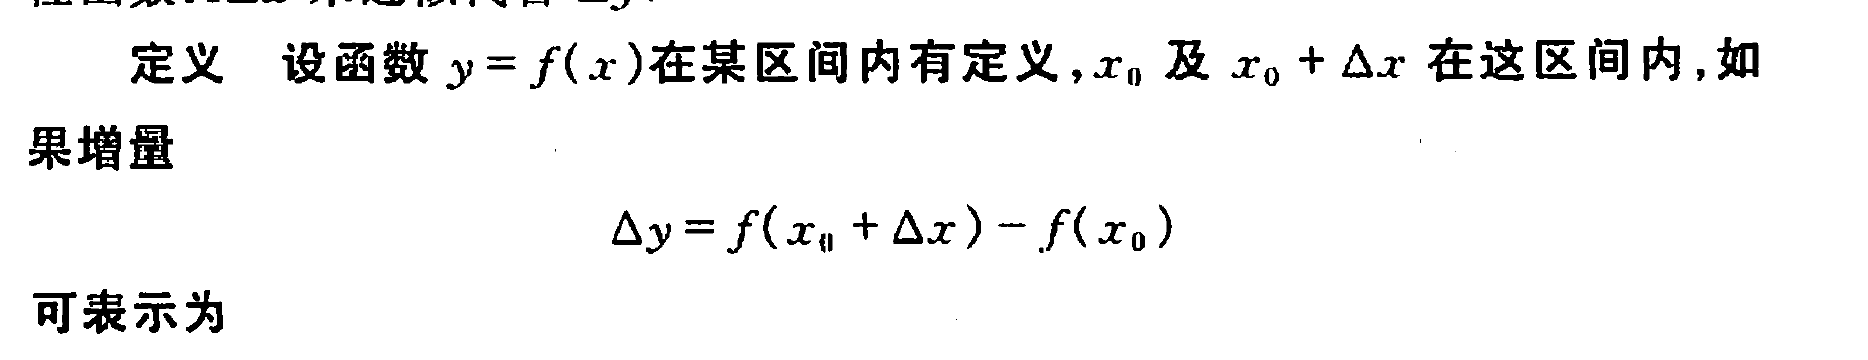 定义 设函数 y = f(x)在某区间内有定义,x₀ 及 x₀ + Δx 在这区间内,如
果增量
Δy = f(x₀ + Δx) - f(x₀)
可表示为